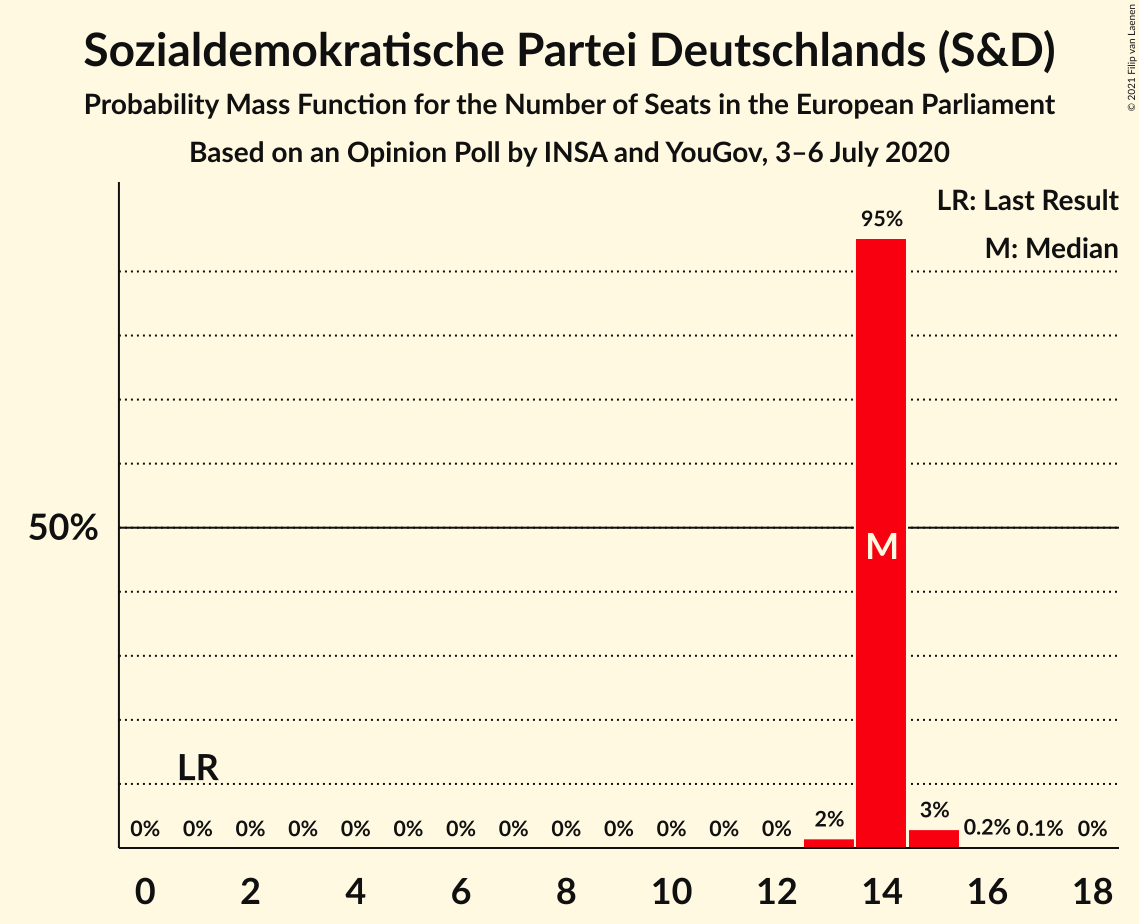 Sozialdemokratische Partei Deutschlands (S&D)
Probability Mass Function for the Number of Seats in the European Parliament
Based on an Opinion Poll by INSA and YouGov, 3–6 July 2020
© 2021 Filip van Laenen
LR: Last Result
M: Median
95%
50%
M
LR
0% 0% 0% 0% 0% 0% 0% 0% 0% 0% 0% 0% 0% 2% 3% 0.2% 0.1% 0%
0 2 4 6 8 10 12 14 16 18